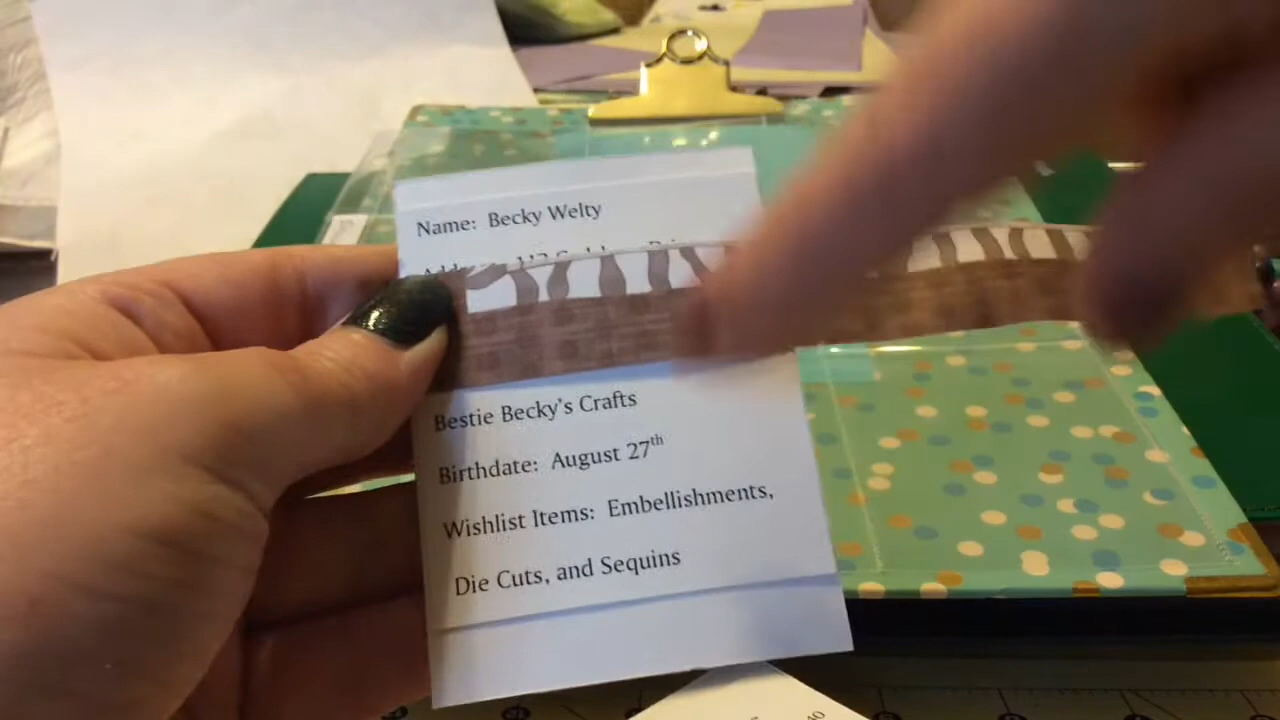 Name: Becky Welty
Bestie Becky's Crafts
Birthdate: August 27th
Wishlist Items: Embellishments,
Die Cuts, and Sequins